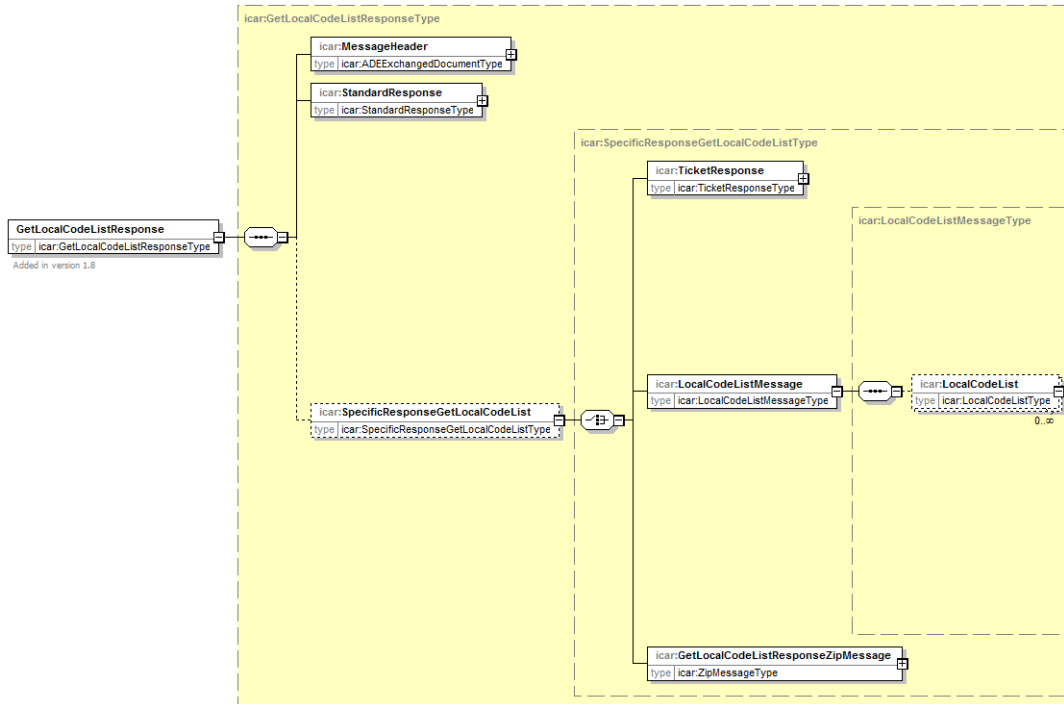 icar:GetLocalCodeListResponseType
icar:MessageHeader
type icar:ADEExchangedDocumentType
icar:StandardResponse
type icar:StandardResponseType
icar:SpecificResponseGetLocalCodeListType
icar:TicketResponse
type icar:TicketResponseType
icar:LocalCodeListMessageType
GetLocalCodeListResponse
type icar:GetLocalCodeListResponseType
Added in version 1.8
icar:LocalCodeListMessage
type icar:LocalCodeListMessageType
icar:LocalCodeList
type icar:LocalCodeListType
0..∞
icar:SpecificResponseGetLocalCodeList
type icar:SpecificResponseGetLocalCodeListType
icar:GetLocalCodeListResponseZipMessage
type icar:ZipMessageType